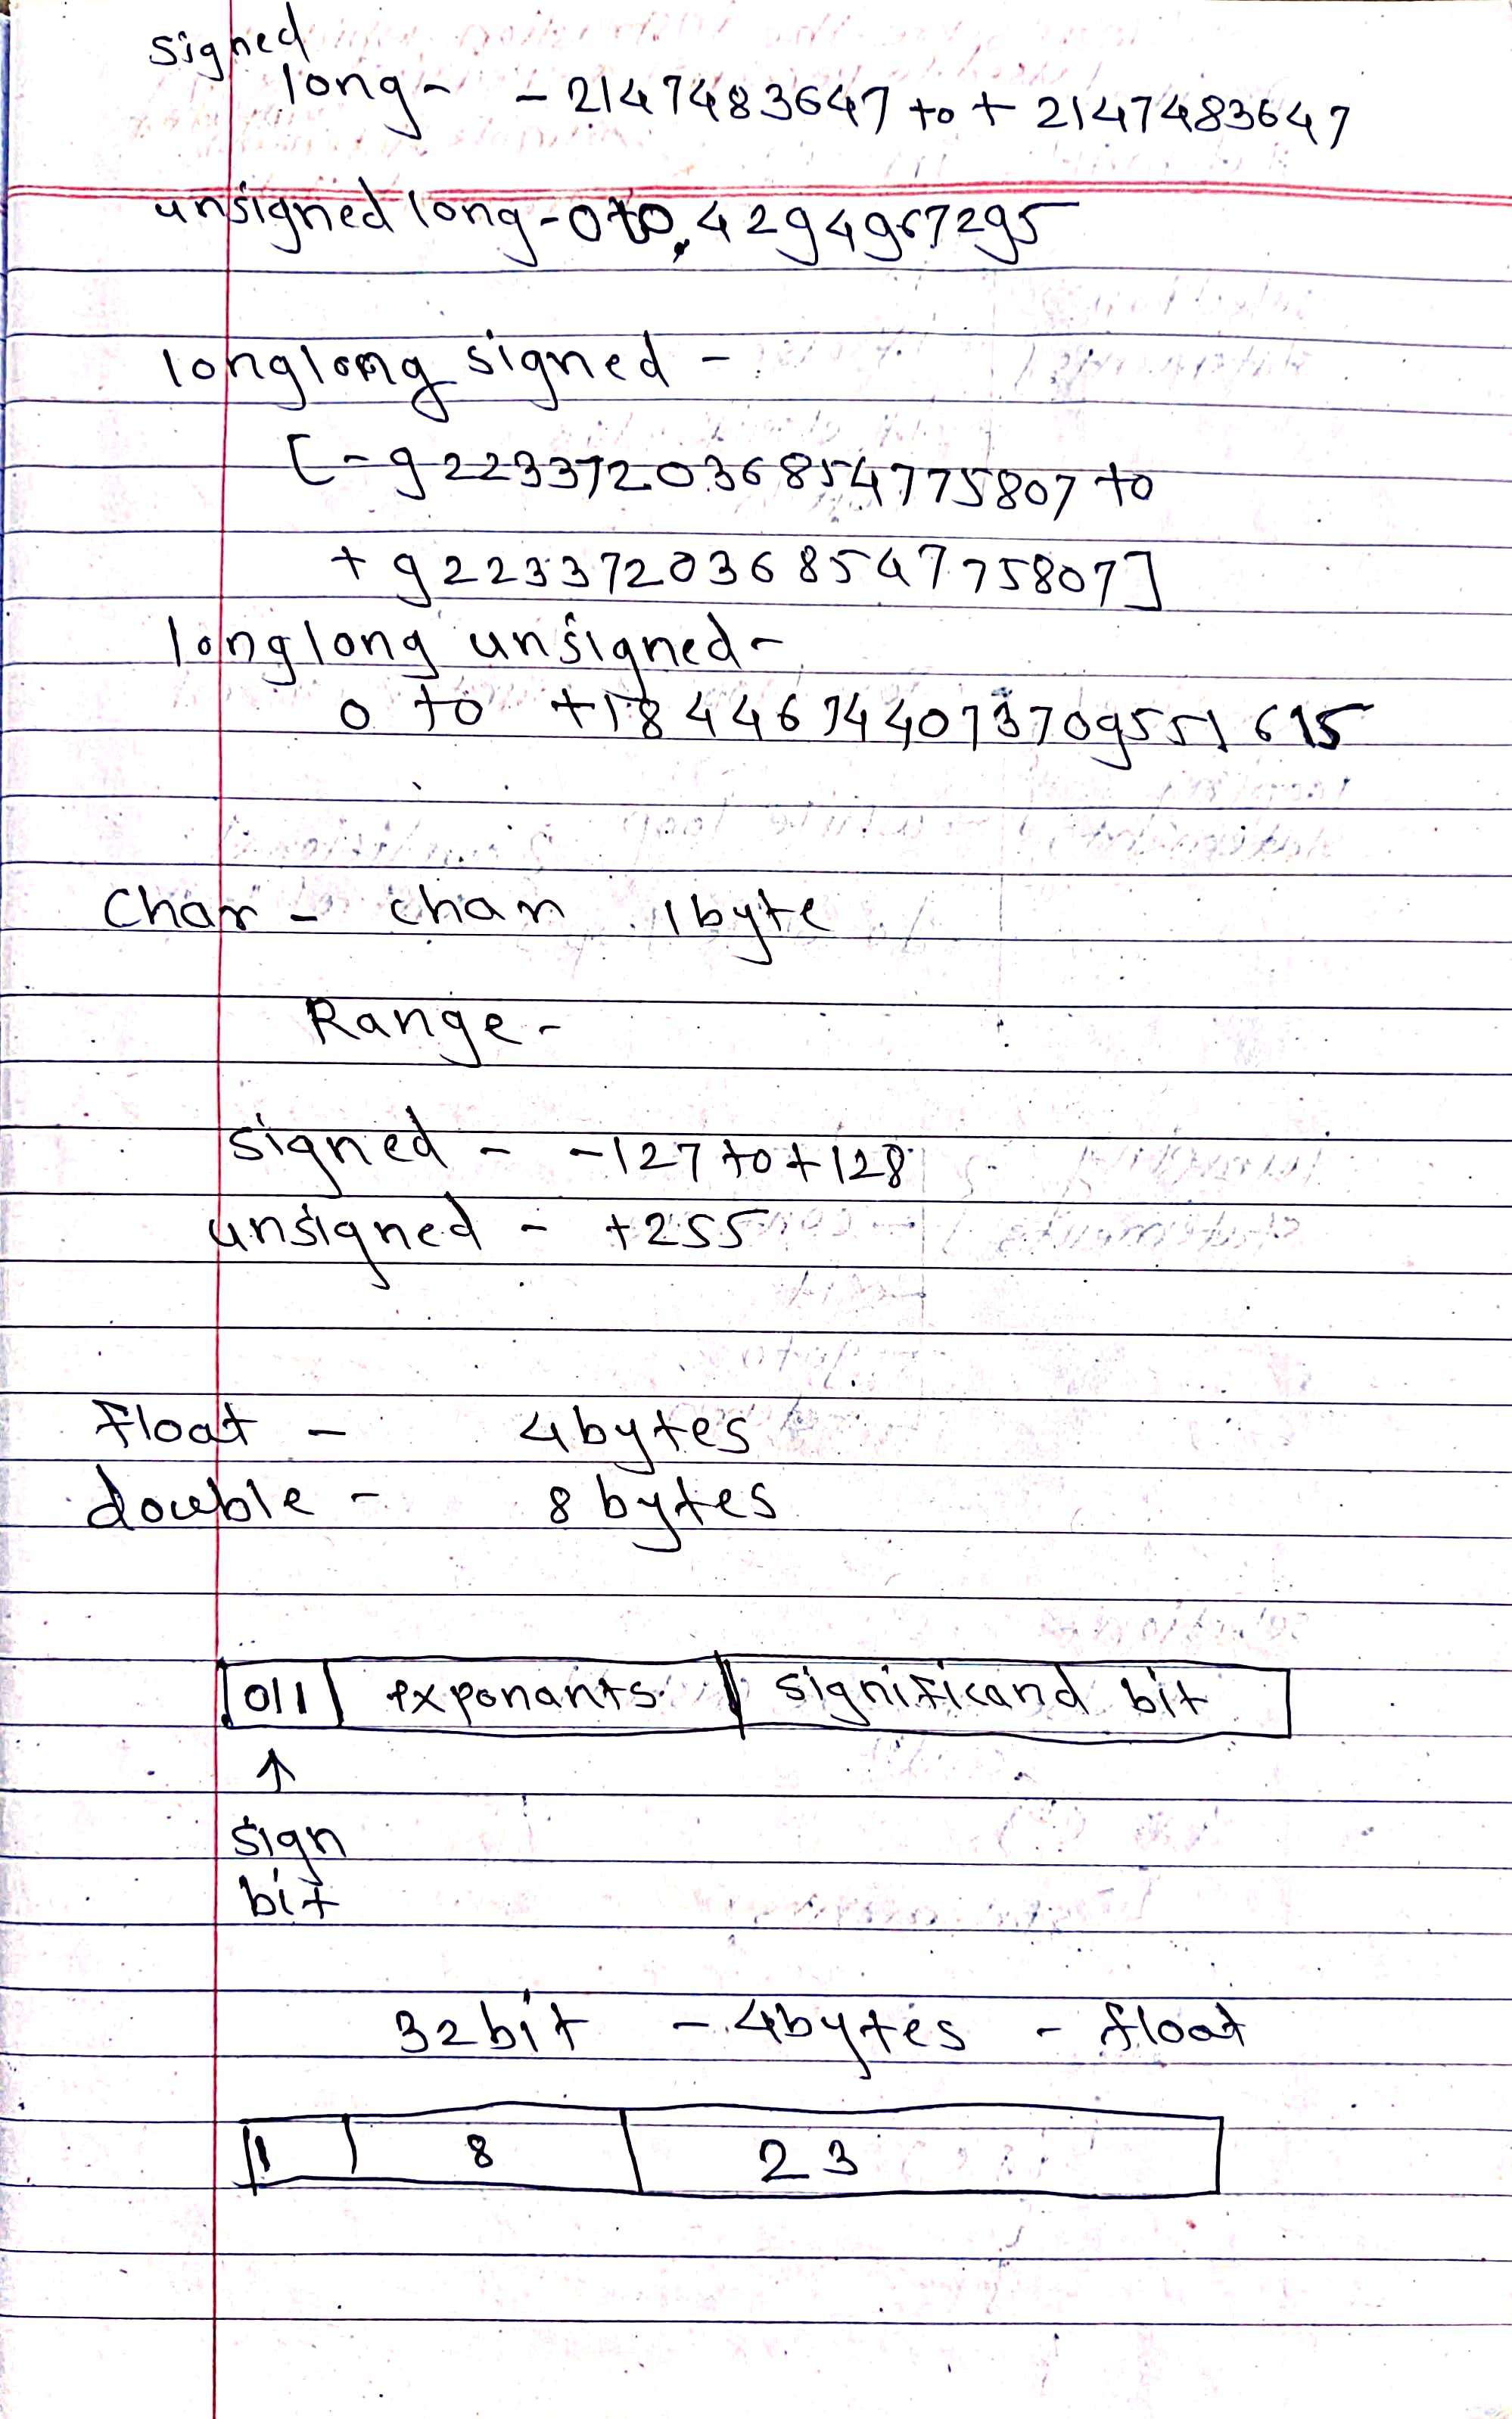 signed
long - - 2147483647 to + 2147483647
unsigned long - 0 to, 4294967295
longlong signed -
[-9223372036854775807 to
+ 9223372036854775807]
longlong unsigned -
0 to +18446744073709551615
Char - char 1byte
Range -
signed - -127 to +128
unsigned - +255
Float - 4bytes
double - 8 bytes
0/1 exponants significand bit
↑
sign
bit
32bit - 4bytes - float
1 8 23